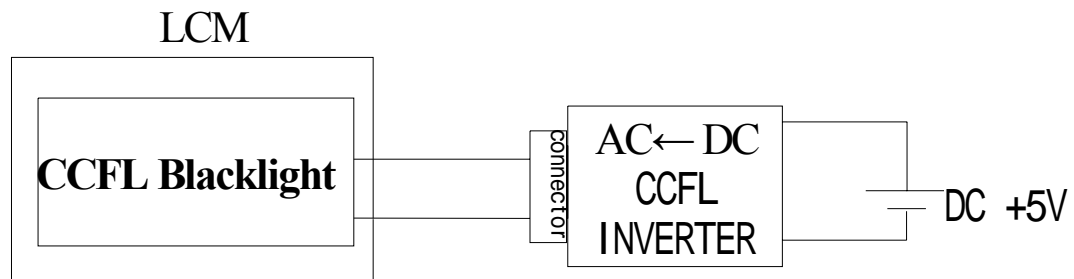 LCM
CCFL Blacklight
connector
AC←DC
CCFL
INVERTER
DC +5V